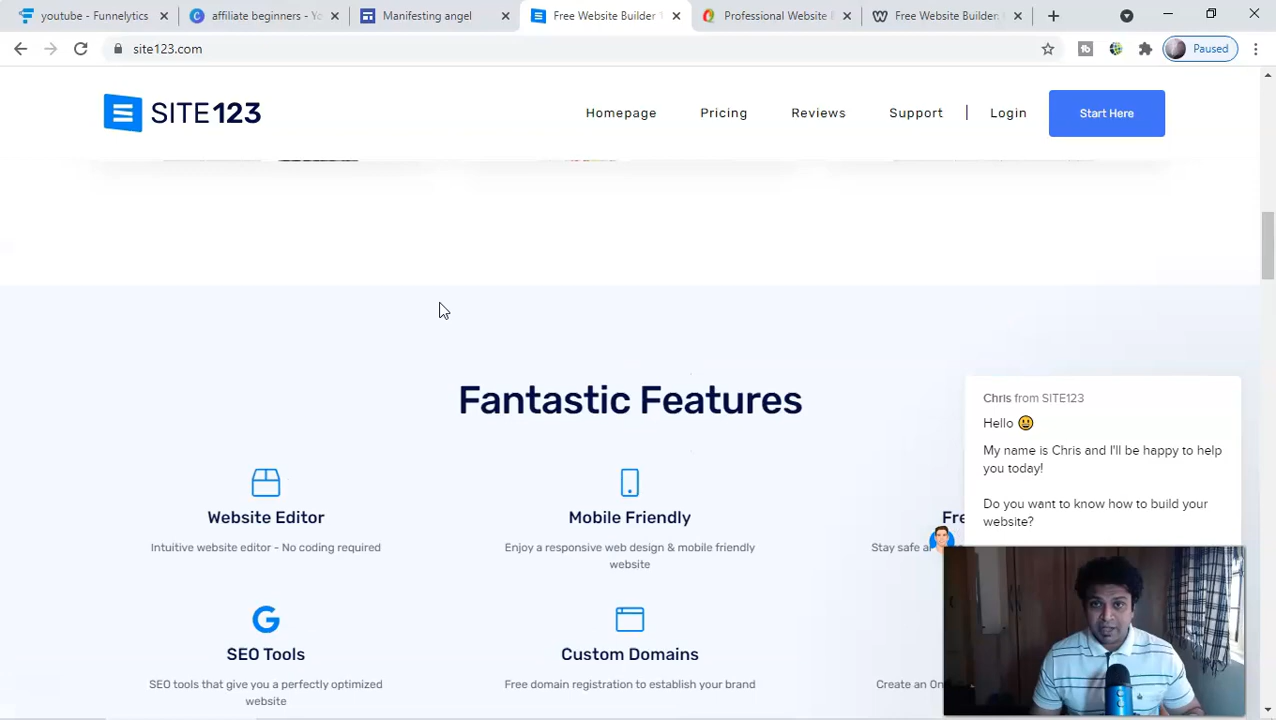 youtube - Funnelytics
affiliate beginners - Yo
Manifesting angel
Free Website Builder
Professional Website
Free Website Builder:
site123.com
Paused
SITE123
Homepage
Pricing
Reviews
Support
Login
Start Here
Fantastic Features
Chris from SITE123
Hello
My name is Chris and I'll be happy to help
you today!
Do you want to know how to build your
website?
Website Editor
Intuitive website editor - No coding required
Mobile Friendly
Enjoy a responsive web design & mobile friendly
website
Fre
Stay safe a
SEO Tools
SEO tools that give you a perfectly optimized
website
Custom Domains
Free domain registration to establish your brand
Create an On